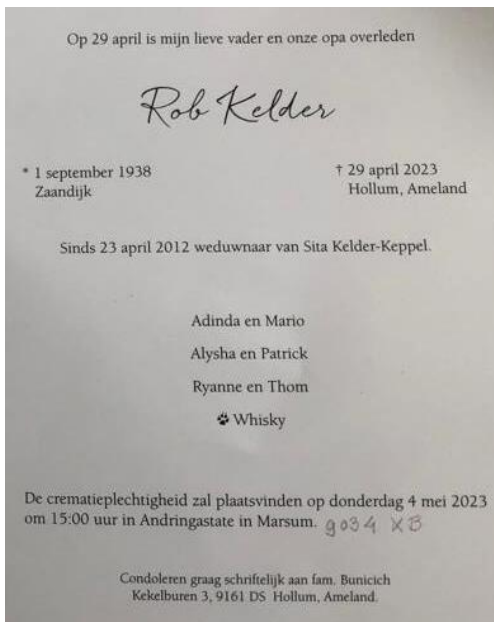 Op 29 april is mijn lieve vader en onze opa overleden
Rob Kelder
* 1 september 1938
Zaandijk
† 29 april 2023
Hollum, Ameland
Sinds 23 april 2012 weduwnaar van Sita Kelder-Keppel.
Adinda en Mario
Alysha en Patrick
Ryanne en Thom
Whisky
De crematieplechtigheid zal plaatsvinden op donderdag 4 mei 2023
om 15:00 uur in Andringastate in Marsum. 9034 XB
Condoleren graag schriftelijk aan fam. Bunicich
Kekelburen 3, 9161 DS Hollum, Ameland.